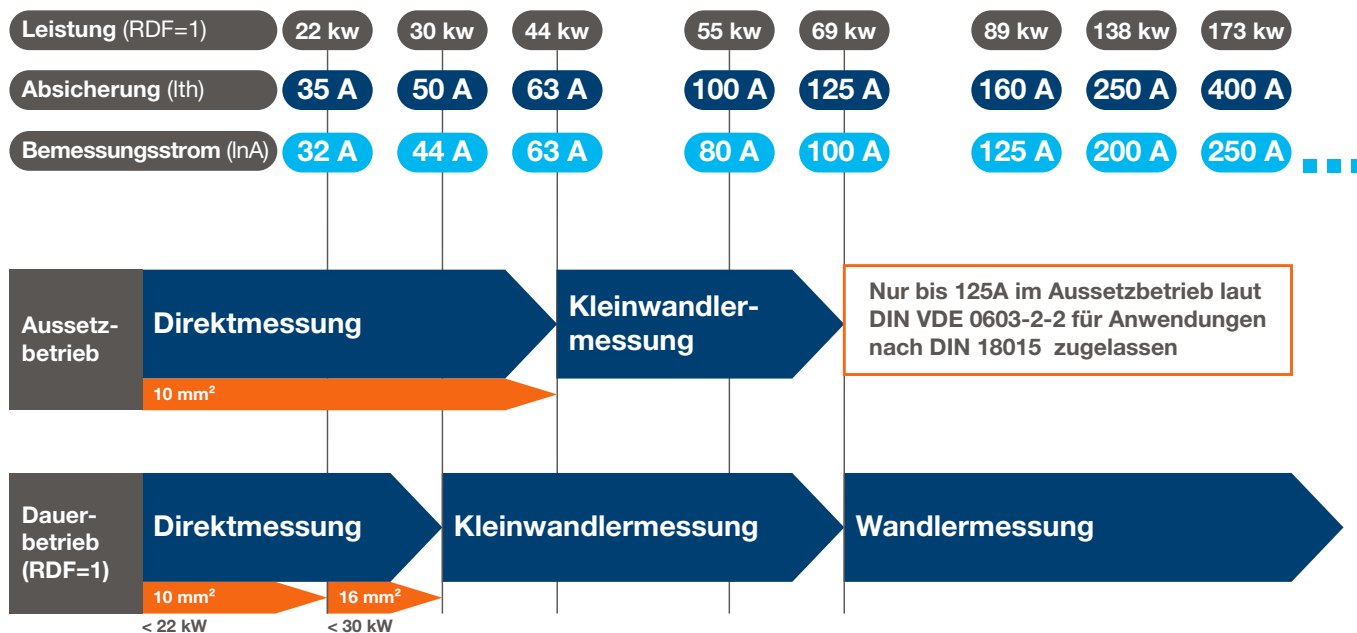 Leistung (RDF=1) 22 kw 30 kw 44 kw 55 kw 69 kw 89 kw 138 kw 173 kw
Absicherung (Ith) 35 A 50 A 63 A 100 A 125 A 160 A 250 A 400 A
Bemessungsstrom (InA) 32 A 44 A 63 A 80 A 100 A 125 A 200 A 250 A
Aussetz-
betrieb
Direktmessung
10 mm²
Kleinwandler-
messung
Nur bis 125A im Aussetzbetrieb laut
DIN VDE 0603-2-2 für Anwendungen
nach DIN 18015 zugelassen
Dauer-
betrieb
(RDF=1)
Direktmessung Kleinwandlermessung Wandlermessung
10 mm² 16 mm²
< 22 kW < 30 kW